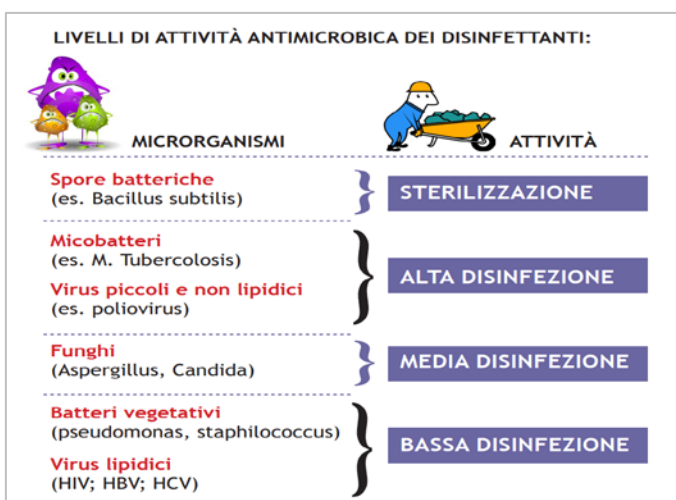 LIVELLI DI ATTIVITÀ ANTIMICROBICA DEI DISINFETTANTI:
MICRORGANISMI
ATTIVITÀ
Spore batteriche
(es. Bacillus subtilis)
STERILIZZAZIONE
Micobatteri
(es. M. Tubercolosis)
Virus piccoli e non lipidici
(es. poliovirus)
ALTA DISINFEZIONE
Funghi
(Aspergillus, Candida)
MEDIA DISINFEZIONE
Batteri vegetativi
(pseudomonas, staphilococcus)
Virus lipidici
(HIV; HBV; HCV)
BASSA DISINFEZIONE